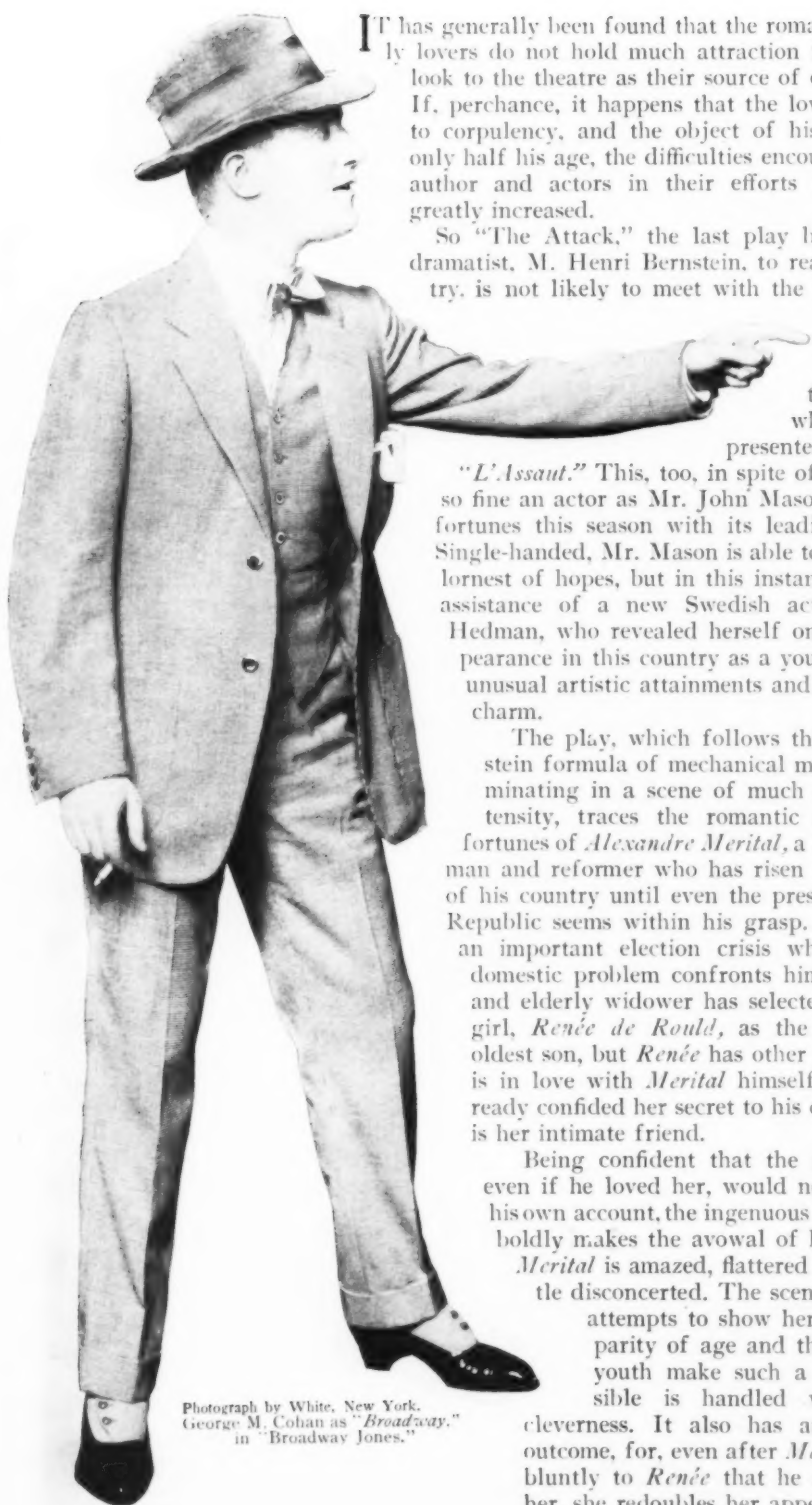 IT has generally been found that the roma
ly lovers do not hold much attraction
look to the theatre as their source of
If, perchance, it happens that the lov
to corpulency, and the object of his
only half his age, the difficulties encou
author and actors in their efforts
greatly increased.
So "The Attack," the last play b
dramatist, M. Henri Bernstein, to rea
try, is not likely to meet with the
t
wh
presente
"L'Assaut." This, too, in spite of
so fine an actor as Mr. John Maso
fortunes this season with its leadi
Single-handed, Mr. Mason is able to
lornest of hopes, but in this instan
assistance of a new Swedish act
Hedman, who revealed herself on
pearance in this country as a you
unusual artistic attainments and
charm.
The play, which follows th
stein formula of mechanical m
minating in a scene of much
tensity, traces the romantic
fortunes of Alexandre Merital, a
man and reformer who has risen
of his country until even the pres
Republic seems within his grasp.
an important election crisis wh
domestic problem confronts him
and elderly widower has selecte
girl, Renée de Rould, as the
oldest son, but Renée has other
is in love with Merital himself
ready confided her secret to his
is her intimate friend.
Being confident that the
even if he loved her, would n
his own account, the ingenuous
boldly makes the avowal of
Merital is amazed, flattered
tle disconcerted. The scen
attempts to show her
parity of age and th
youth make such a
sible is handled
cleverness. It also has a
outcome, for, even after Me
bluntly to Renée that he
her, she redoubles her
Photograph by White, New York.
George M. Cohan as "Broadway,"
in "Broadway Jones."